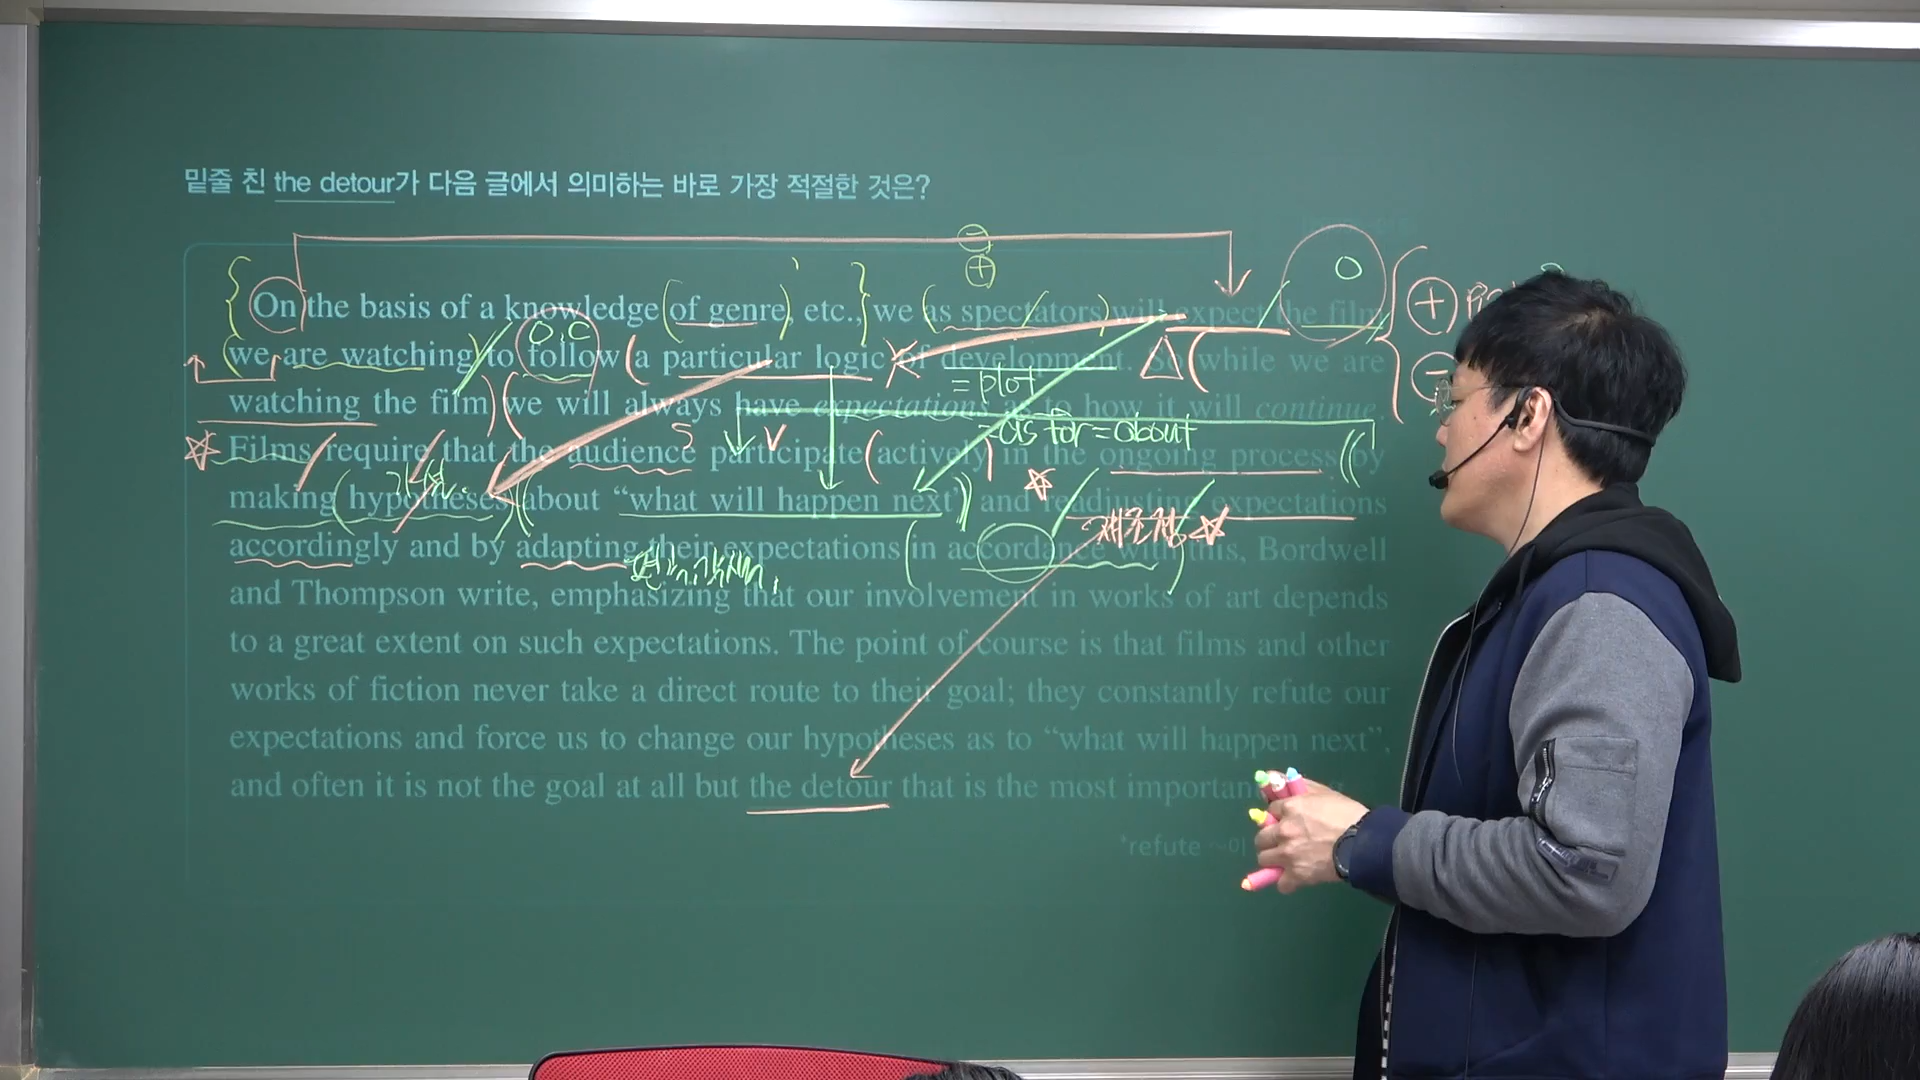 밑줄 친 the detour가 다음 글에서 의미하는 바로 가장 적절한 것은?
On the basis of a knowledge of genre, etc., we as spectators will expect the film
we are watching to follow a particular logic of development. So while we are
watching the film we will always have expectations as to how it will continue.
Films require that the audience participate actively in the ongoing process by
making hypotheses about “what will happen next” and readjusting expectations
accordingly and by adapting their expectations in accordance with this, Bordwell
and Thompson write, emphasizing that our involvement in works of art depends
to a great extent on such expectations. The point of course is that films and other
works of fiction never take a direct route to their goal; they constantly refute our
expectations and force us to change our hypotheses as to “what will happen next”,
and often it is not the goal at all but the detour that is the most important
*refute ~이
O
O.C
= plot
=as for=about
S
V
가설
재조정